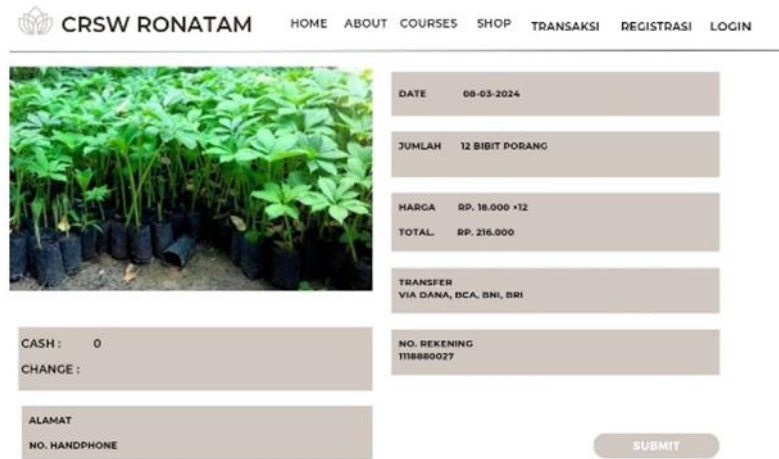 CRSW RONATAM
HOME ABOUT COURSES SHOP TRANSAKSI REGISTRASI LOGIN
DATE 08-03-2024
JUMLAH 12 BIBIT PORANG
HARGA RP. 18.000 ×12
TOTAL. RP. 216.000
TRANSFER
VIA DANA, BCA, BNI, BRI
NO. REKENING
1118880027
CASH : 0
CHANGE :
ALAMAT
NO. HANDPHONE
SUBMIT